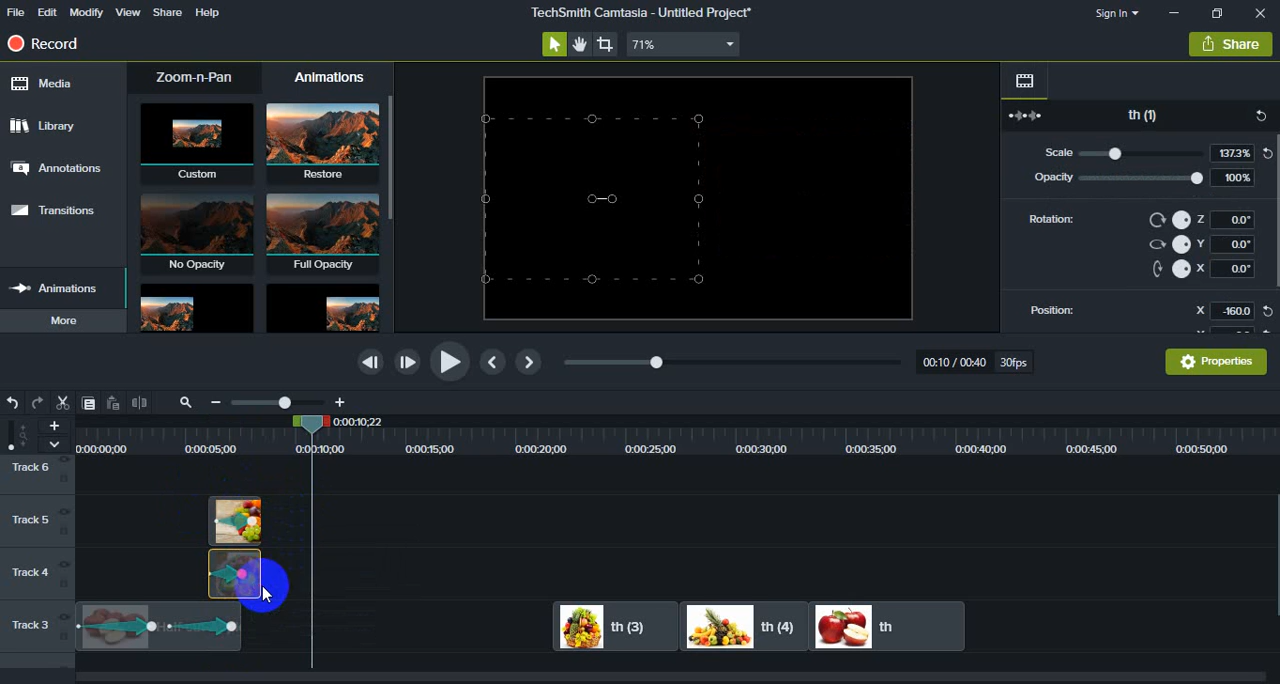 File Edit Modify View Share Help
TechSmith Camtasia - Untitled Project*
Sign In
Record
71%
Share
Media
Library
Annotations
Transitions
Animations
More
Zoom-n-Pan
Animations
Custom
Restore
No Opacity
Full Opacity
th (1)
Scale 137.3%
Opacity 100%
Rotation: Z 0.0°
Y 0.0°
X 0.0°
Position: X -160.0
00:10 / 00:40 30fps
Properties
0:00:10;22
0:00:00;00 0:00:05;00 0:00:10;00 0:00:15;00 0:00:20;00 0:00:25;00 0:00:30;00 0:00:35;00 0:00:40;00 0:00:45;00 0:00:50;00
Track 6
Track 5
Track 4
Track 3
th (3) th (4) th